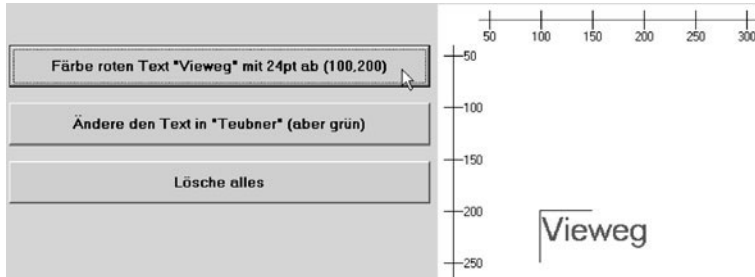 Färbe roten Text "Vieweg" mit 24pt ab (100,200)
Ändere den Text in "Teubner" (aber grün)
Lösche alles
50 100 150 200 250 300
50
100
150
200
250
Vieweg